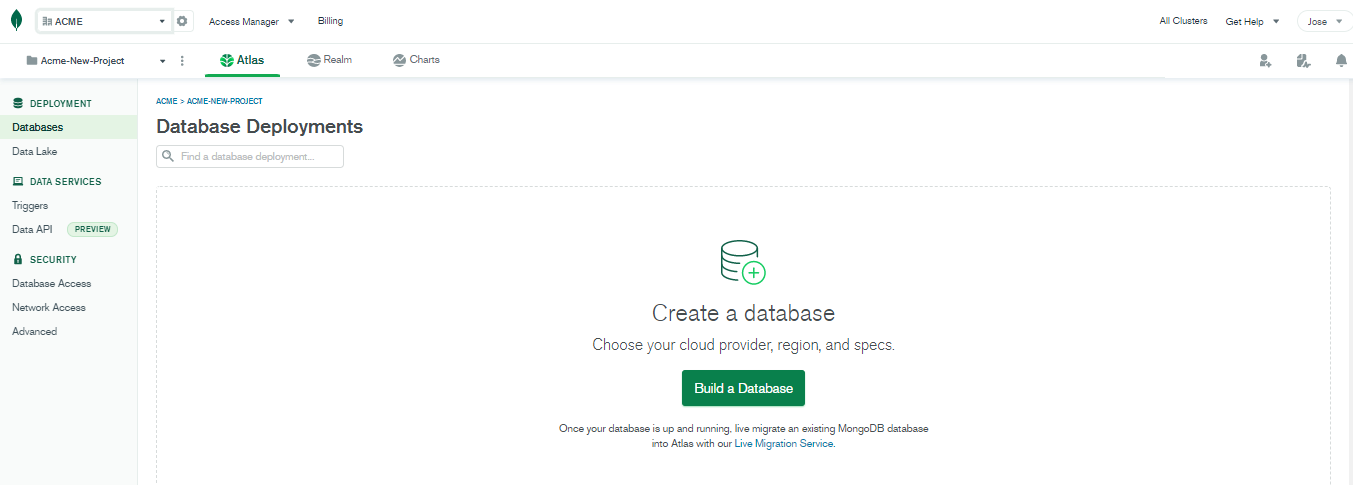 ACME
Access Manager
Billing
All Clusters
Get Help
Jose
Acme-New-Project
Atlas
Realm
Charts
DEPLOYMENT
Databases
Data Lake
DATA SERVICES
Triggers
Data API PREVIEW
SECURITY
Database Access
Network Access
Advanced
ACME > ACME-NEW-PROJECT
Database Deployments
Find a database deployment...
Create a database
Choose your cloud provider, region, and specs.
Build a Database
Once your database is up and running, live migrate an existing MongoDB database
into Atlas with our Live Migration Service.